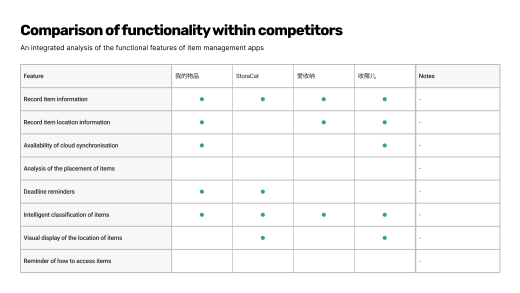 Comparison of functionality within competitors
An integrated analysis of the functional features of item management apps
Feature 我的物品 StoraCat 爱收纳 收哪儿 Notes
Record item information -
Record item location information -
Availability of cloud synchronisation -
Analysis of the placement of items -
Deadline reminders -
Intelligent classification of items -
Visual display of the location of items -
Reminder of how to access items -